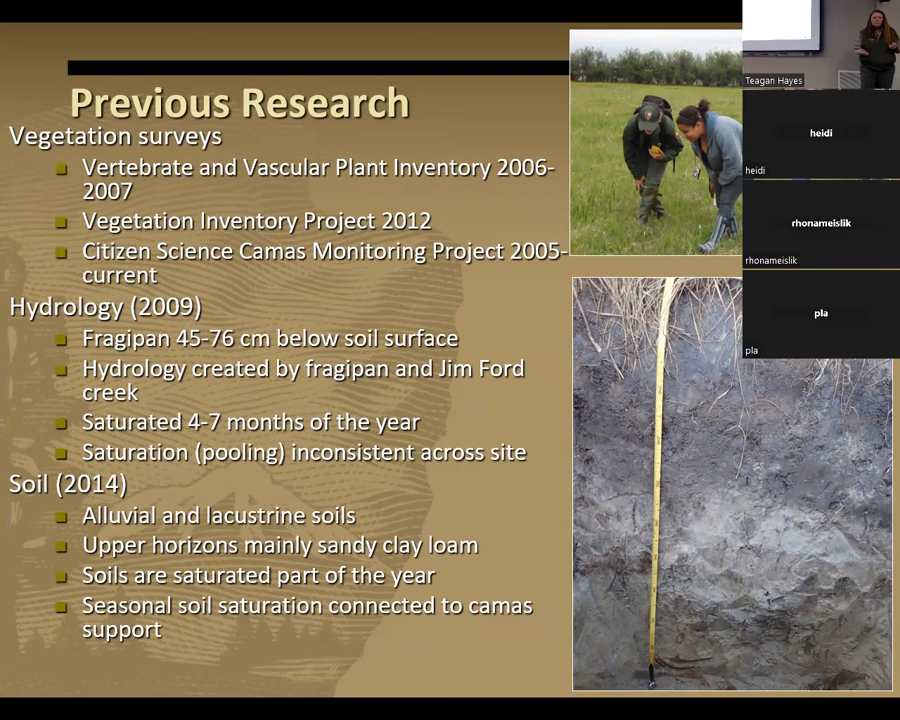 Previous Research
Vegetation surveys
Vertebrate and Vascular Plant Inventory 2006-
2007
Vegetation Inventory Project 2012
Citizen Science Camas Monitoring Project 2005-
current
Hydrology (2009)
Fragipan 45-76 cm below soil surface
Hydrology created by fragipan and Jim Ford
creek
Saturated 4-7 months of the year
Saturation (pooling) inconsistent across site
Soil (2014)
Alluvial and lacustrine soils
Upper horizons mainly sandy clay loam
Soils are saturated part of the year
Seasonal soil saturation connected to camas
support
Teagan Hayes
heidi
heidi
rhonameislik
rhonameislik
pla
pla